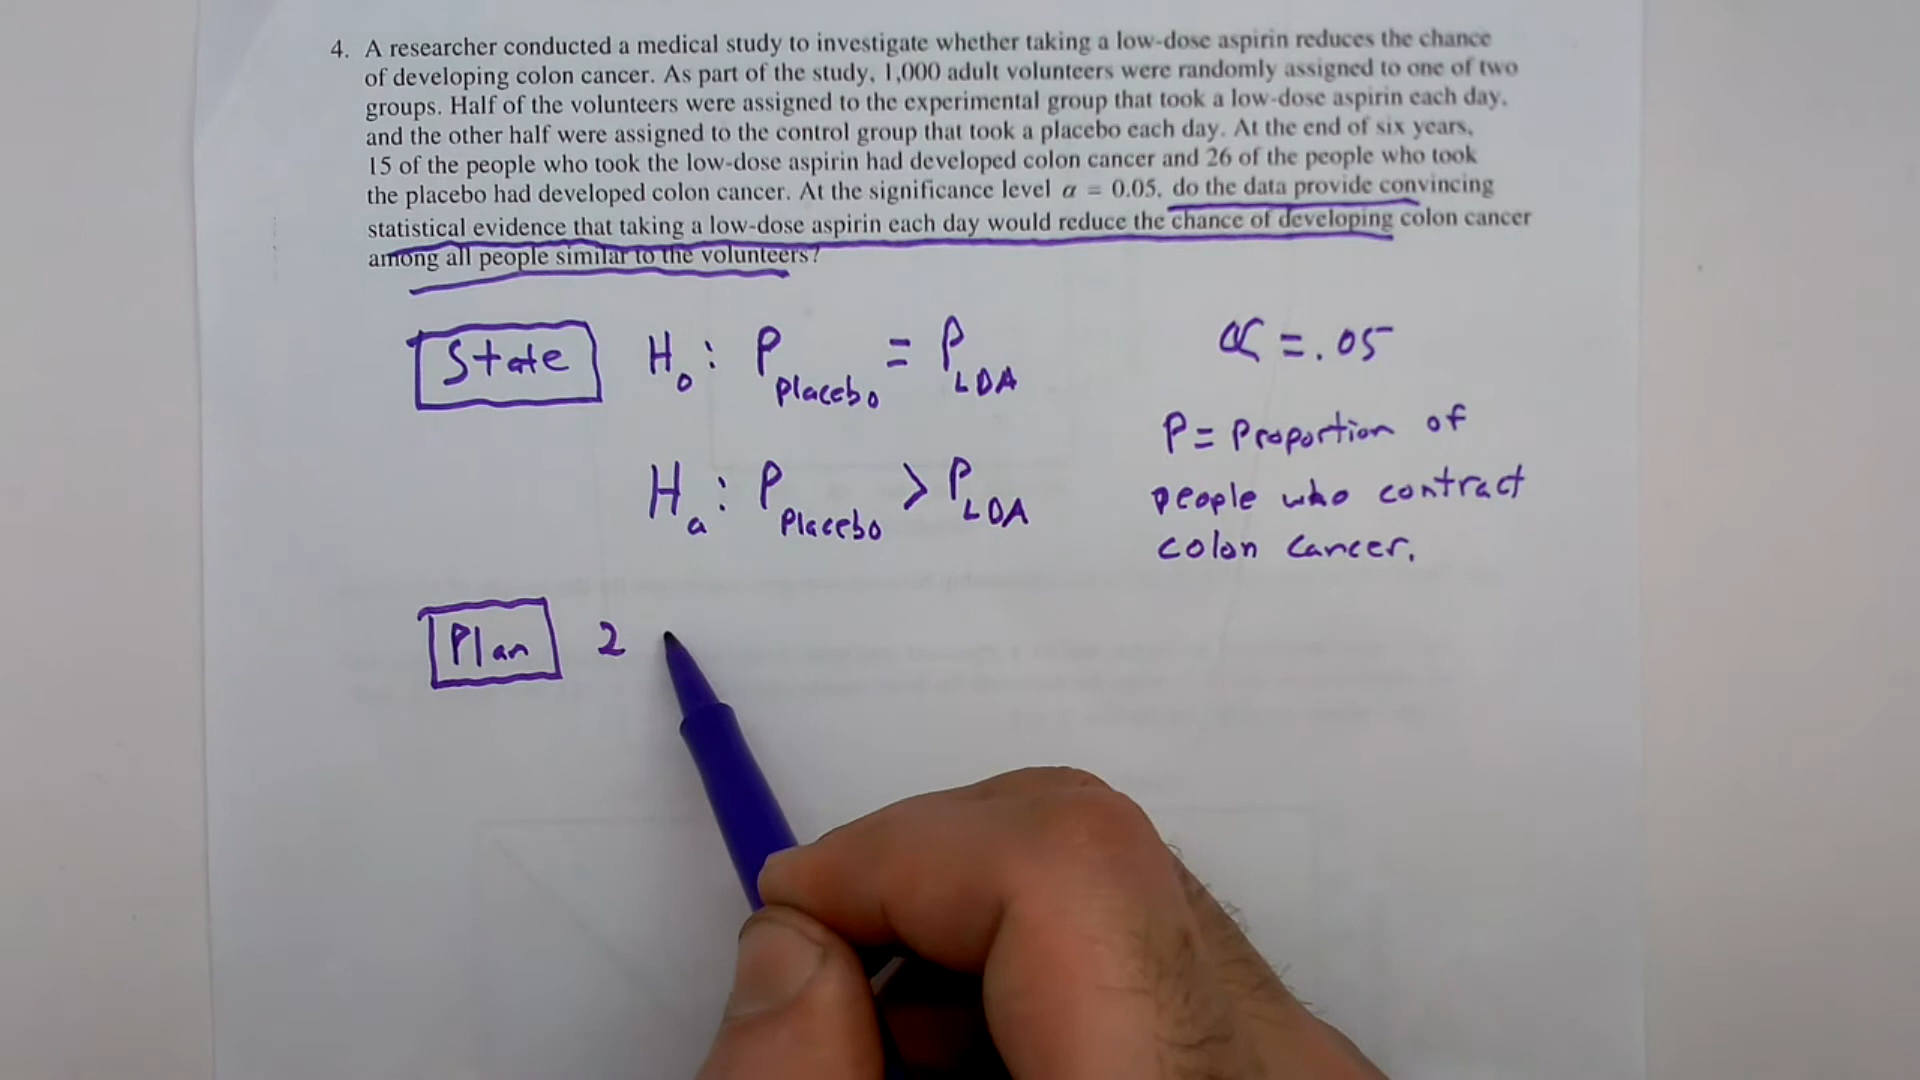 4. A researcher conducted a medical study to investigate whether taking a low-dose aspirin reduces the chance
of developing colon cancer. As part of the study, 1,000 adult volunteers were randomly assigned to one of two
groups. Half of the volunteers were assigned to the experimental group that took a low-dose aspirin each day,
and the other half were assigned to the control group that took a placebo each day. At the end of six years,
15 of the people who took the low-dose aspirin had developed colon cancer and 26 of the people who took
the placebo had developed colon cancer. At the significance level α = 0.05, do the data provide convincing
statistical evidence that taking a low-dose aspirin each day would reduce the chance of developing colon cancer
among all people similar to the volunteers?
State H₀: P Placebo = P LDA α = .05
P = Proportion of
Hₐ: P Placebo > P LDA people who contract
colon cancer.
Plan 2